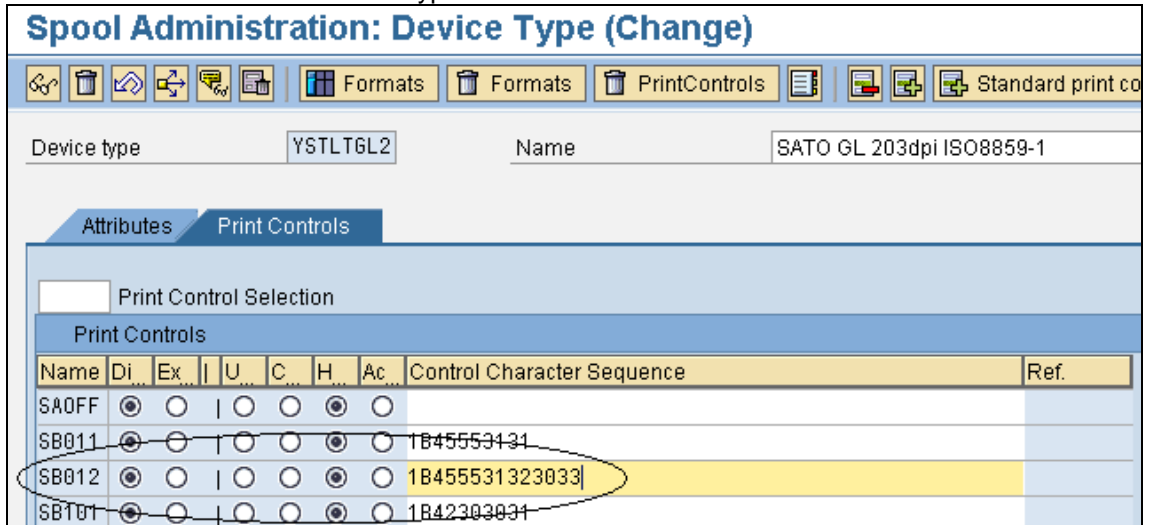 Spool Administration: Device Type (Change)
Formats Formats PrintControls Standard print co
Device type YSTLTGL2 Name SATO GL 203dpi ISO8859-1
Attributes Print Controls
Print Control Selection
Print Controls
Name Di... Ex... | U... C... H... Ac... Control Character Sequence Ref.
SAOFF |
SB011 | 1B45553131
SB012 | 1B455531323033
SB101 | 1B42303031